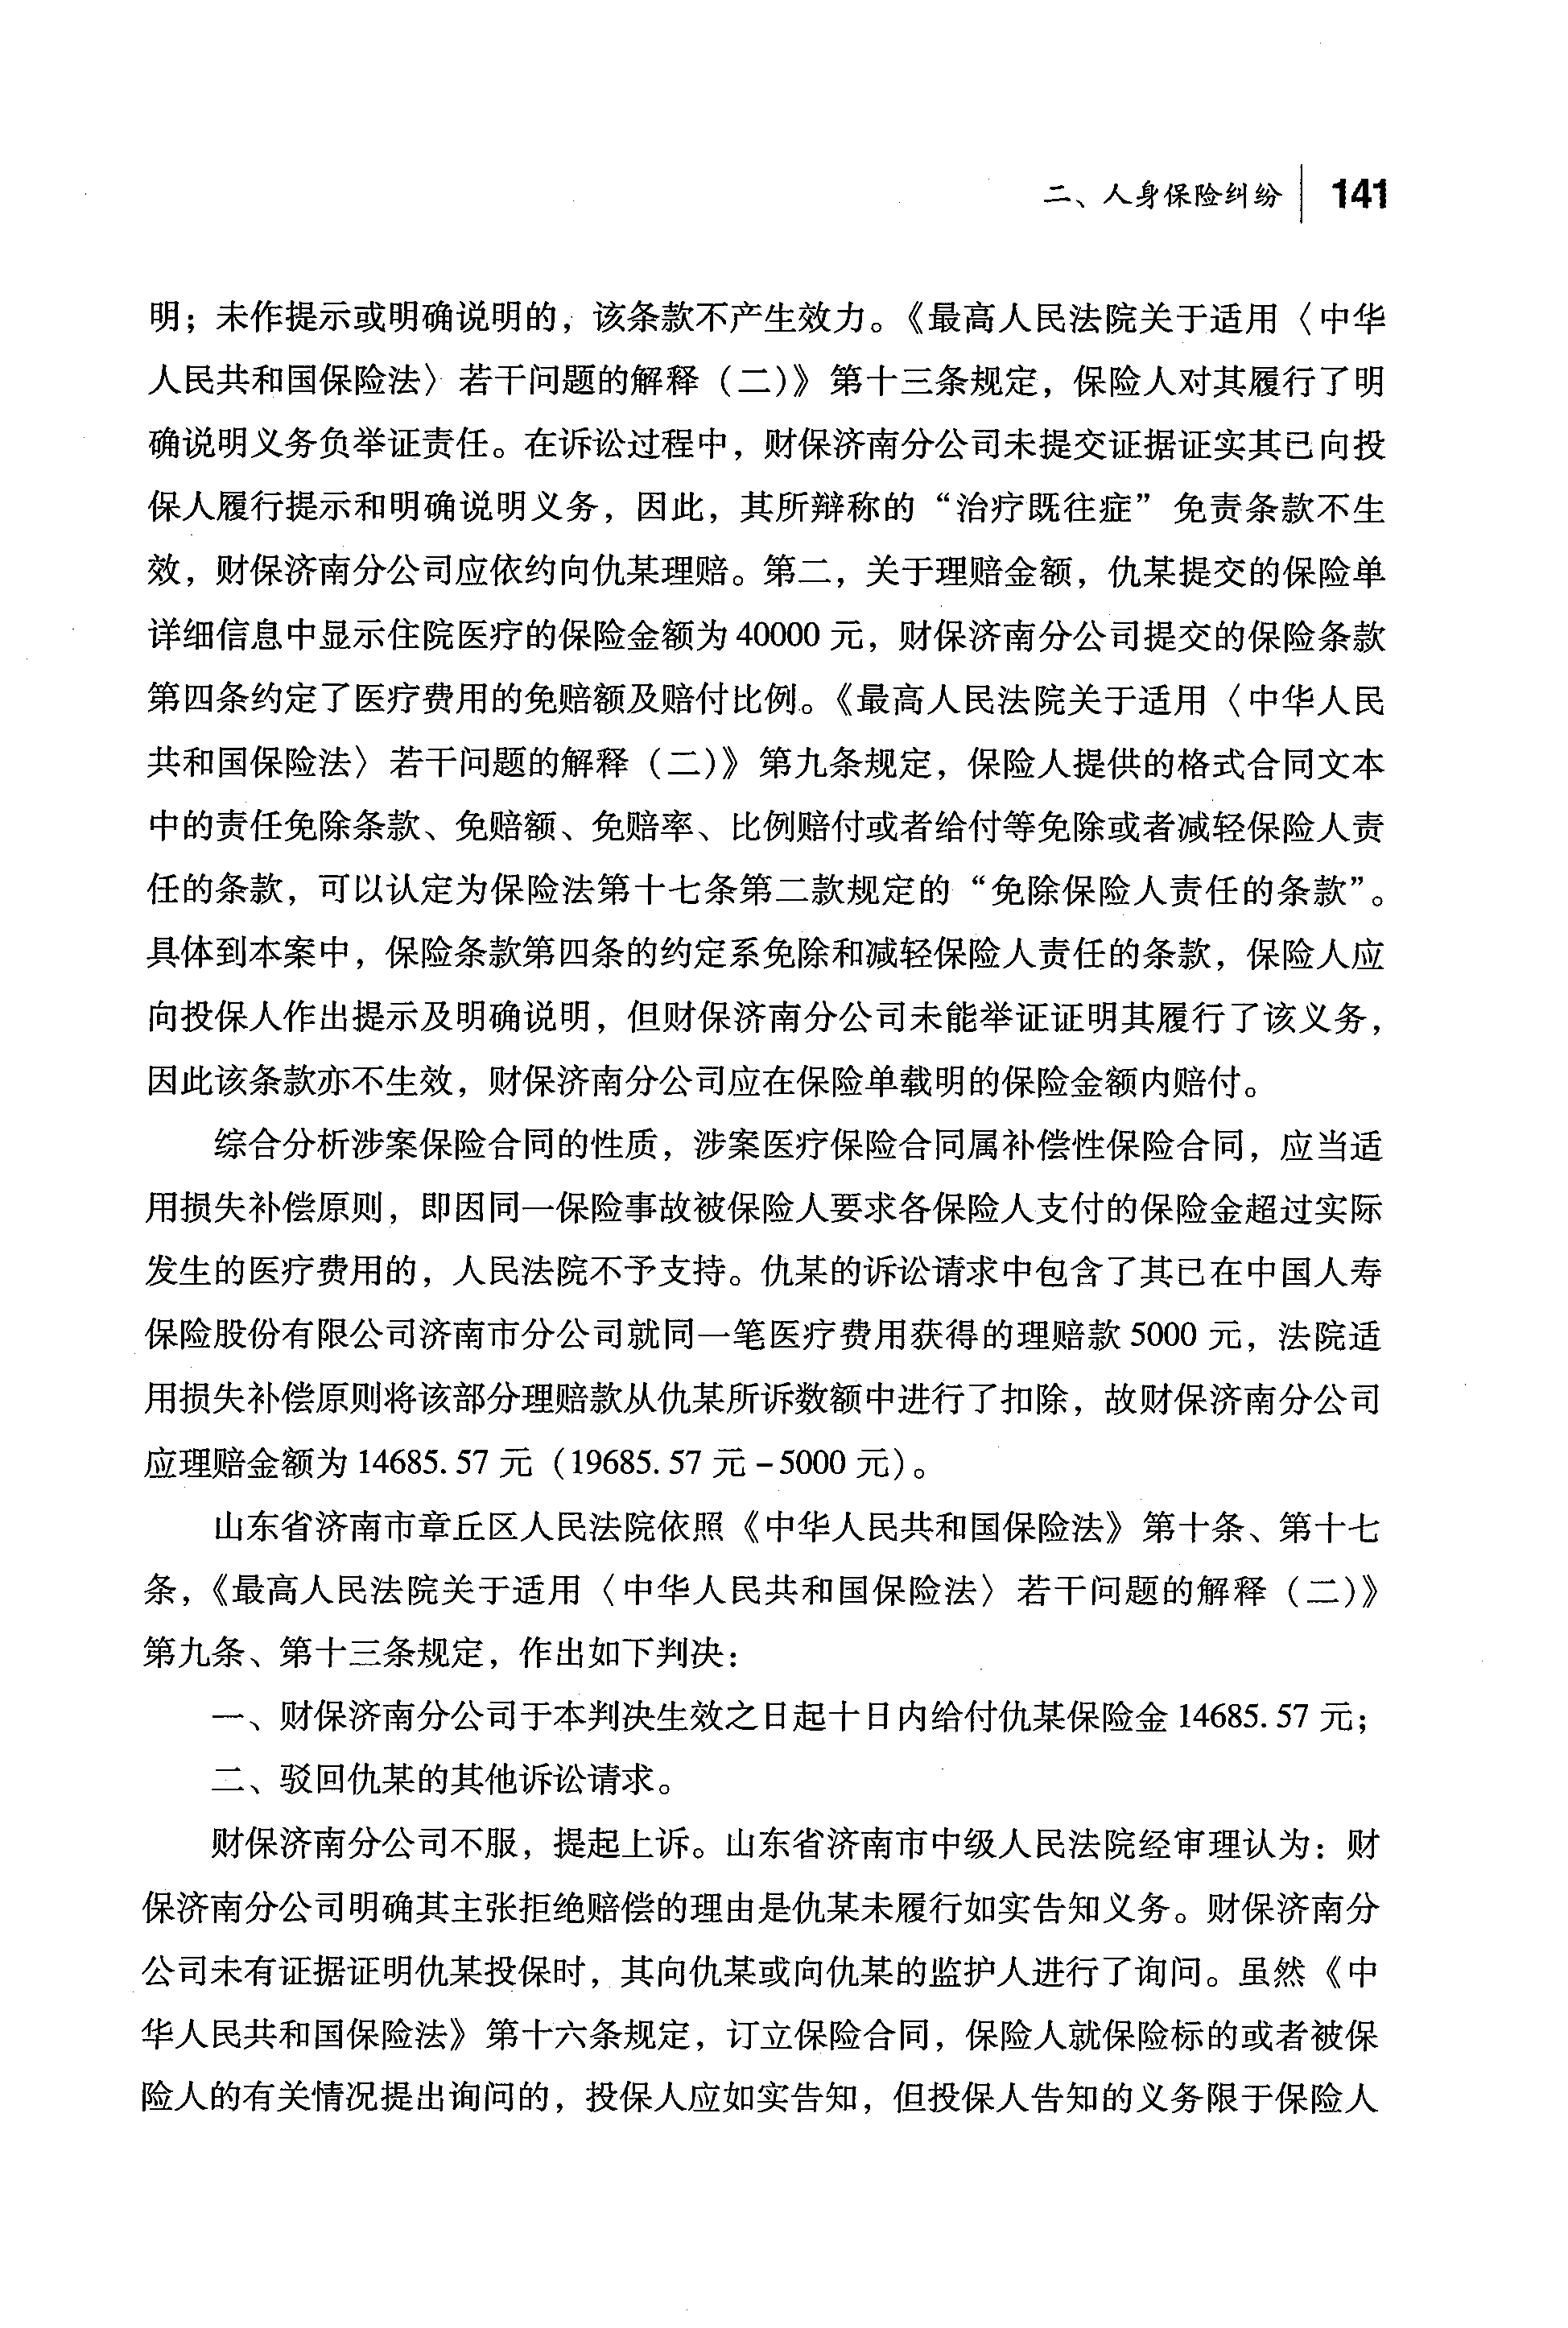 二、人身保险纠纷 141
明；未作提示或明确说明的，该条款不产生效力。《最高人民法院关于适用〈中华
人民共和国保险法〉若干问题的解释（二）》第十三条规定，保险人对其履行了明
确说明义务负举证责任。在诉讼过程中，财保济南分公司未提交证据证实其已向投
保人履行提示和明确说明义务，因此，其所辩称的“治疗既往症”免责条款不生
效，财保济南分公司应依约向仇某理赔。第二，关于理赔金额，仇某提交的保险单
详细信息中显示住院医疗的保险金额为40000元，财保济南分公司提交的保险条款
第四条约定了医疗费用的免赔额及赔付比例。《最高人民法院关于适用〈中华人民
共和国保险法〉若干问题的解释（二）》第九条规定，保险人提供的格式合同文本
中的责任免除条款、免赔额、免赔率、比例赔付或者给付等免除或者减轻保险人责
任的条款，可以认定为保险法第十七条第二款规定的“免除保险人责任的条款”。
具体到本案中，保险条款第四条的约定系免除和减轻保险人责任的条款，保险人应
向投保人作出提示及明确说明，但财保济南分公司未能举证证明其履行了该义务，
因此该条款亦不生效，财保济南分公司应在保险单载明的保险金额内赔付。
综合分析涉案保险合同的性质，涉案医疗保险合同属补偿性保险合同，应当适
用损失补偿原则，即因同一保险事故被保险人要求各保险人支付的保险金超过实际
发生的医疗费用的，人民法院不予支持。仇某的诉讼请求中包含了其已在中国人寿
保险股份有限公司济南市分公司就同一笔医疗费用获得的理赔款5000元，法院适
用损失补偿原则将该部分理赔款从仇某所诉数额中进行了扣除，故财保济南分公司
应理赔金额为14685.57元（19685.57元－5000元）。
山东省济南市章丘区人民法院依照《中华人民共和国保险法》第十条、第十七
条，《最高人民法院关于适用〈中华人民共和国保险法〉若干问题的解释（二）》
第九条、第十三条规定，作出如下判决：
一、财保济南分公司于本判决生效之日起十日内给付仇某保险金14685.57元；
二、驳回仇某的其他诉讼请求。
财保济南分公司不服，提起上诉。山东省济南市中级人民法院经审理认为：财
保济南分公司明确其主张拒绝赔偿的理由是仇某未履行如实告知义务。财保济南分
公司未有证据证明仇某投保时，其向仇某或向仇某的监护人进行了询问。虽然《中
华人民共和国保险法》第十六条规定，订立保险合同，保险人就保险标的或者被保
险人的有关情况提出询问的，投保人应如实告知，但投保人告知的义务限于保险人